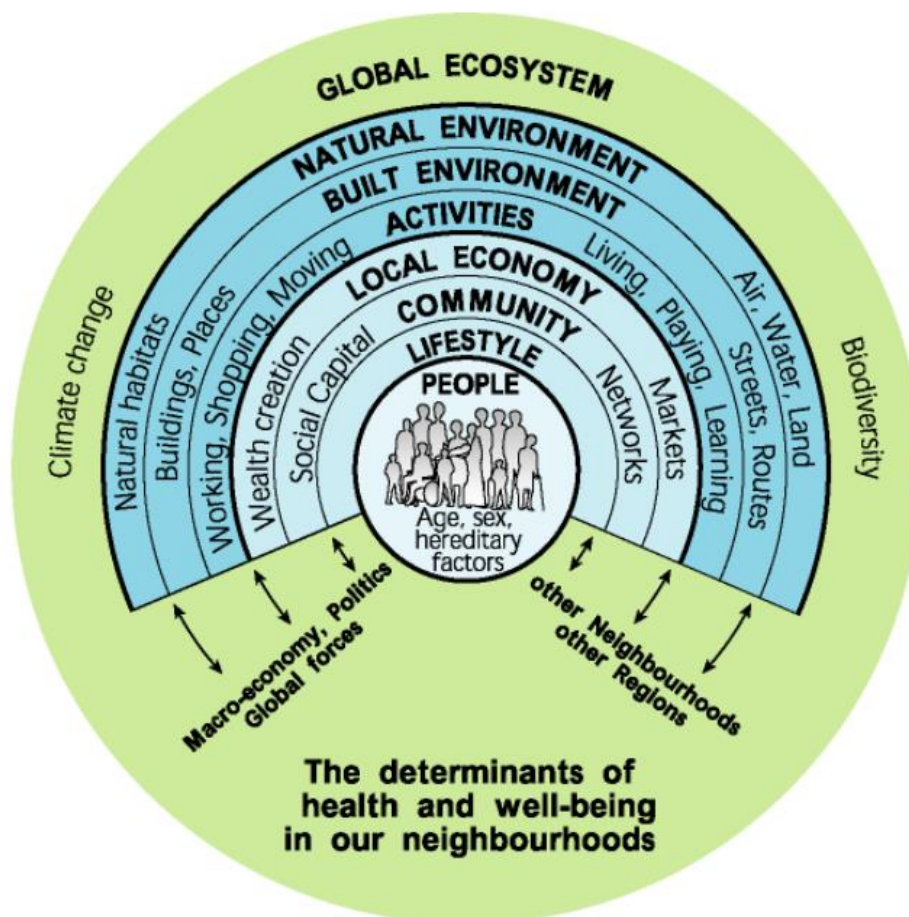 GLOBAL ECOSYSTEM
NATURAL ENVIRONMENT
BUILT ENVIRONMENT
ACTIVITIES
LOCAL ECONOMY
COMMUNITY
LIFESTYLE
PEOPLE
Age, sex,
hereditary
factors
Climate change
Natural habitats
Buildings, Places
Working, Shopping, Moving
Wealth creation
Social Capital
Networks
Markets
Living, Playing, Learning
Streets, Routes
Air, Water, Land
Biodiversity
Macro-economy, Politics
Global forces
other Neighbourhoods
other Regions
The determinants of
health and well-being
in our neighbourhoods